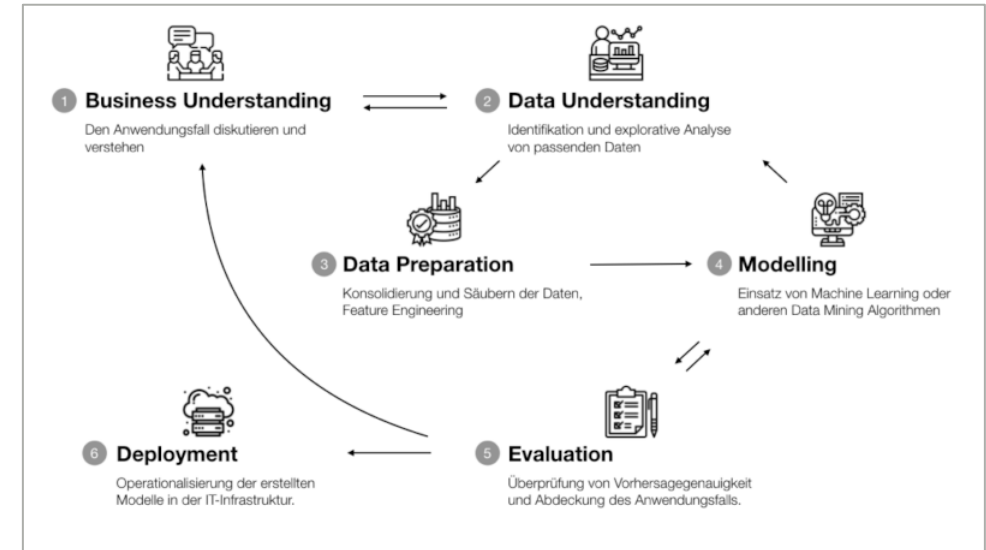 1 Business Understanding
Den Anwendungsfall diskutieren und
verstehen
2 Data Understanding
Identifikation und explorative Analyse
von passenden Daten
3 Data Preparation
Konsolidierung und Säubern der Daten,
Feature Engineering
4 Modelling
Einsatz von Machine Learning oder
anderen Data Mining Algorithmen
5 Evaluation
Überprüfung von Vorhersagegenauigkeit
und Abdeckung des Anwendungsfalls.
6 Deployment
Operationalisierung der erstellten
Modelle in der IT-Infrastruktur.